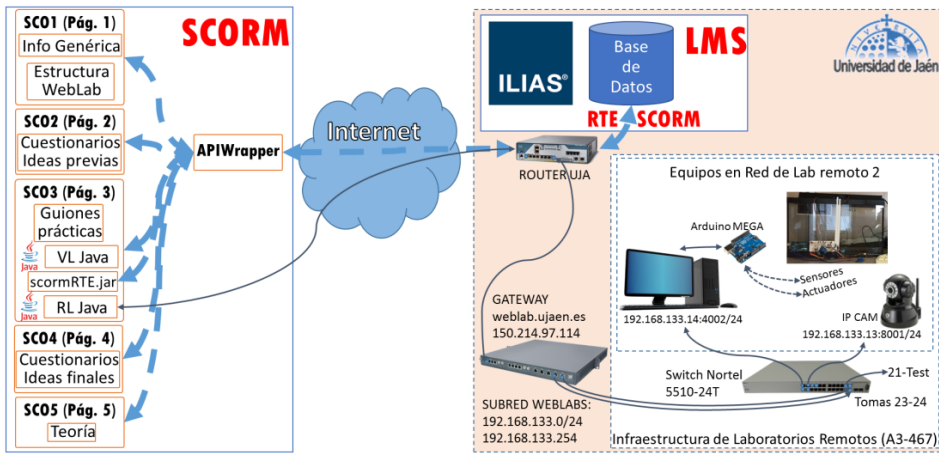 SCORM
SCO1 (Pág. 1)
Info Genérica
Estructura
WebLab
SCO2 (Pág. 2)
Cuestionarios
Ideas previas
SCO3 (Pág. 3)
Guiones
prácticas
Java
VL Java
scormRTE.jar
Java
RL Java
SCO4 (Pág. 4)
Cuestionarios
Ideas finales
SCO5 (Pág. 5)
Teoría
APIWrapper
Internet
ILIAS®
Base
de
Datos
LMS
RTE SCORM
UNIVERSITAS
Universidad de Jaén
ROUTER UJA
Equipos en Red de Lab remoto 2
Arduino MEGA
Sensores
Actuadores
192.168.133.14:4002/24
IP CAM
192.168.133.13:8001/24
GATEWAY
weblab.ujaen.es
150.214.97.114
SUBRED WEBLABS:
192.168.133.0/24
192.168.133.254
Switch Nortel
5510-24T
21-Test
Tomas 23-24
Infraestructura de Laboratorios Remotos (A3-467)